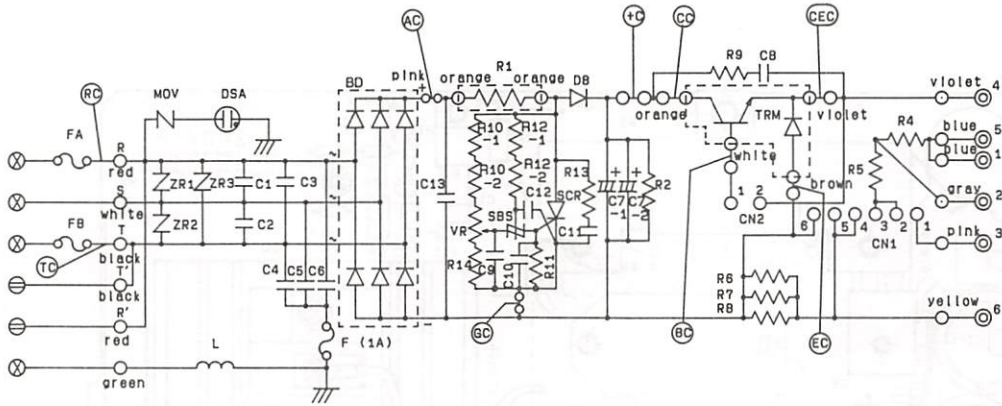 AC
+C
CC
CEC
R9
C8
BD
pink
+
orange
R1
orange
D8
violet
4
RC
MOV
DSA
TRM
violet
orange
R4
blue
5
blue
1
FA
R
red
~
R10
-1
R12
-1
white
R5
S
white
ZR1
ZR3
C1
C3
C13
R10
-2
R12
-2
R13
+
+
C7
-1
C7
-2
R2
brown
gray
2
1
2
CN2
FB
T
black
ZR2
C2
~
C12
SCR
SBS
VR
C11
6
5
4
3
2
1
CN1
pink
3
TC
T'
black
C4
C5
C6
R14
C9
C10
R11
R6
R7
R8
R'
red
GC
-
BC
EC
yellow
6
L
F (1A)
green